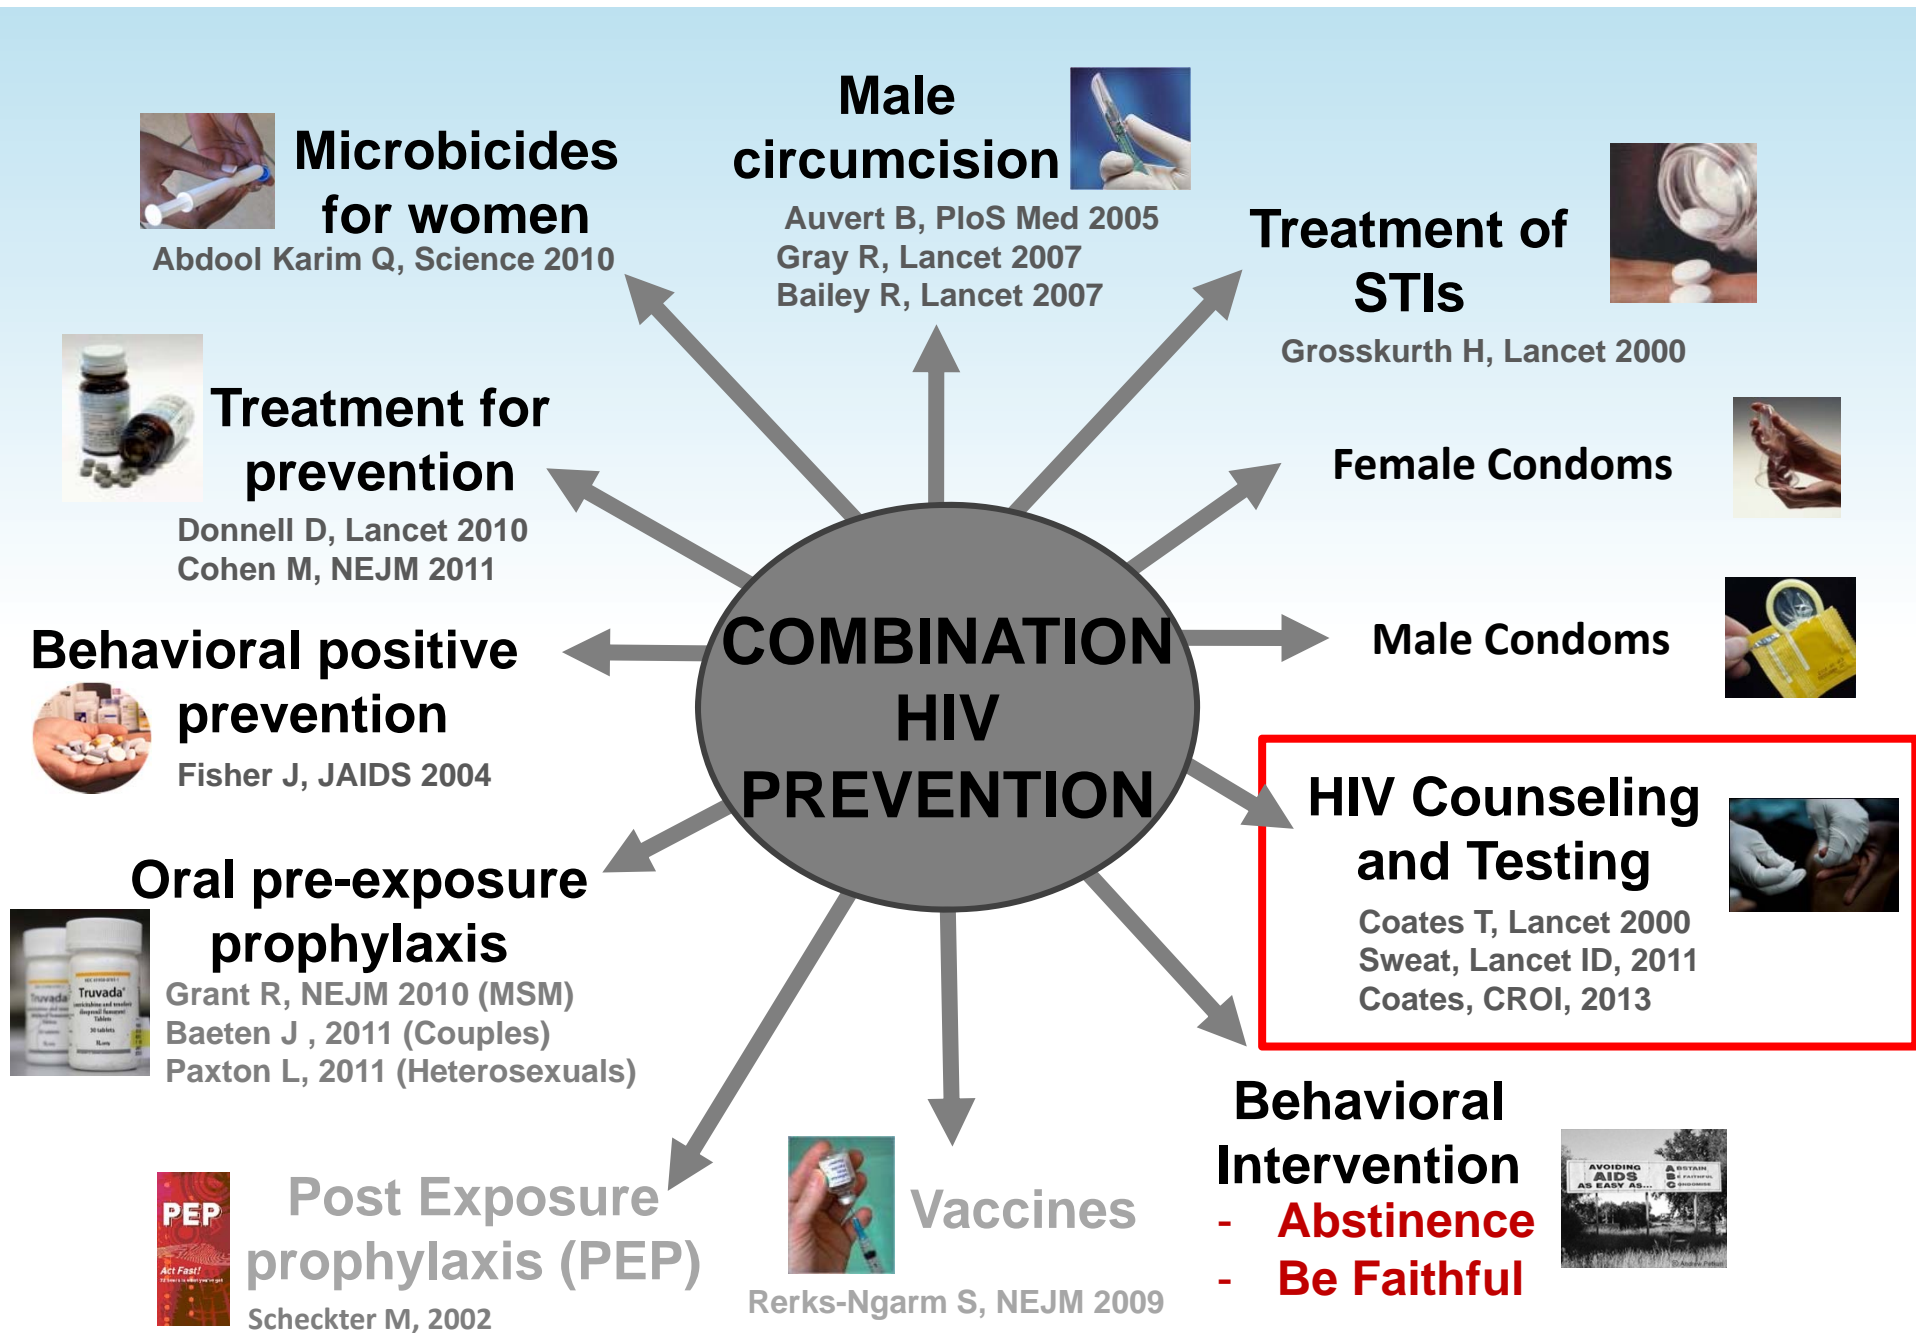 Male
circumcision
Auvert B, PloS Med 2005
Gray R, Lancet 2007
Bailey R, Lancet 2007
Microbicides
for women
Abdool Karim Q, Science 2010
Treatment of
STIs
Grosskurth H, Lancet 2000
Treatment for
prevention
Donnell D, Lancet 2010
Cohen M, NEJM 2011
Female Condoms
Behavioral positive
prevention
Fisher J, JAIDS 2004
COMBINATION
HIV
PREVENTION
Male Condoms
HIV Counseling
and Testing
Coates T, Lancet 2000
Sweat, Lancet ID, 2011
Coates, CROI, 2013
Oral pre-exposure
prophylaxis
Grant R, NEJM 2010 (MSM)
Baeten J , 2011 (Couples)
Paxton L, 2011 (Heterosexuals)
Truvada
Truvada
Post Exposure
prophylaxis (PEP)
Scheckter M, 2002
PEP
Act Fast!
Vaccines
Rerks-Ngarm S, NEJM 2009
Behavioral
Intervention
- Abstinence
- Be Faithful
AVOIDING
AIDS
AS EASY AS...
ABSTAIN
BE FAITHFUL
CONDOMISE